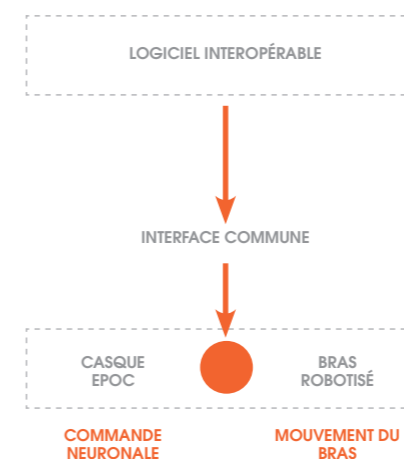 LOGICIEL INTEROPÉRABLE
INTERFACE COMMUNE
CASQUE
EPOC
BRAS
ROBOTISÉ
COMMANDE
NEURONALE
MOUVEMENT DU
BRAS